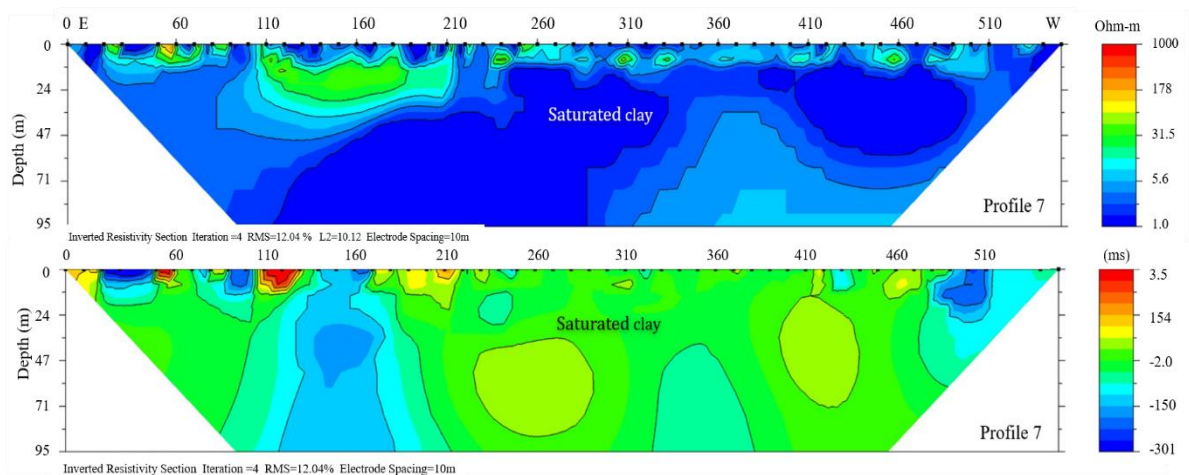 0 E 60 110 160 210 260 310 360 410 460 510 W
Ohm-m
0
24
47
71
95
Depth (m)
Saturated clay
Profile 7
1000
178
31.5
5.6
1.0
Inverted Resistivity Section Iteration =4 RMS=12.04 % L2=10.12 Electrode Spacing=10m
0 60 110 160 210 260 310 360 410 460 510
(ms)
0
24
47
71
95
Depth (m)
Saturated clay
Profile 7
3.5
154
-2.0
-150
-301
Inverted Resistivity Section Iteration =4 RMS=12.04% Electrode Spacing=10m